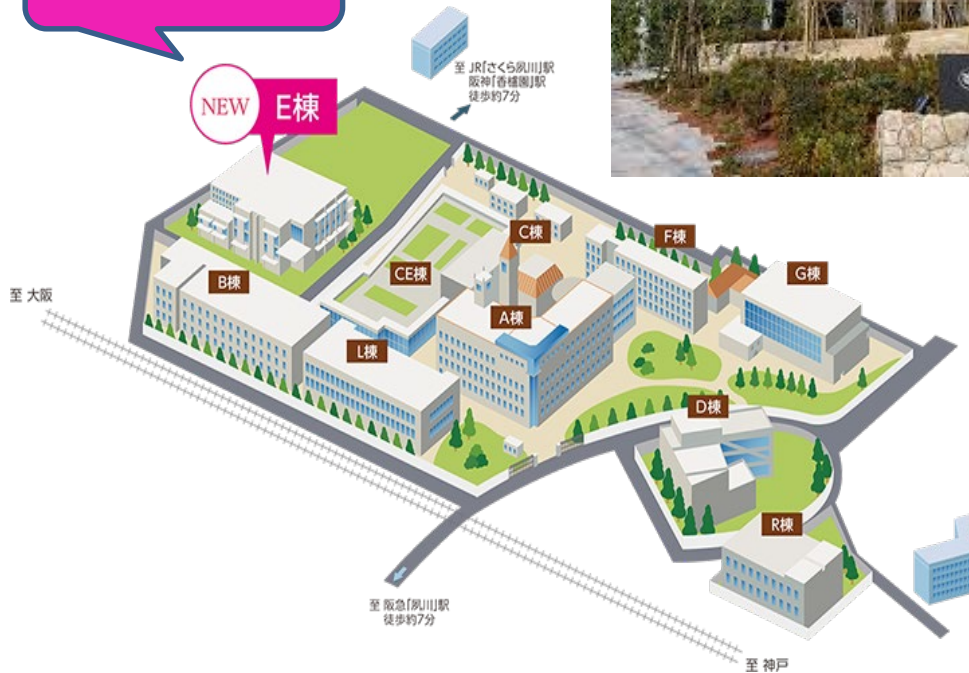 至 JR「さくら夙川」駅
阪神「香櫨園」駅
徒歩約7分
NEW
E棟
C棟
F棟
G棟
CE棟
B棟
A棟
至 大阪
L棟
D棟
R棟
至 阪急「夙川」駅
徒歩約7分
至 神戸